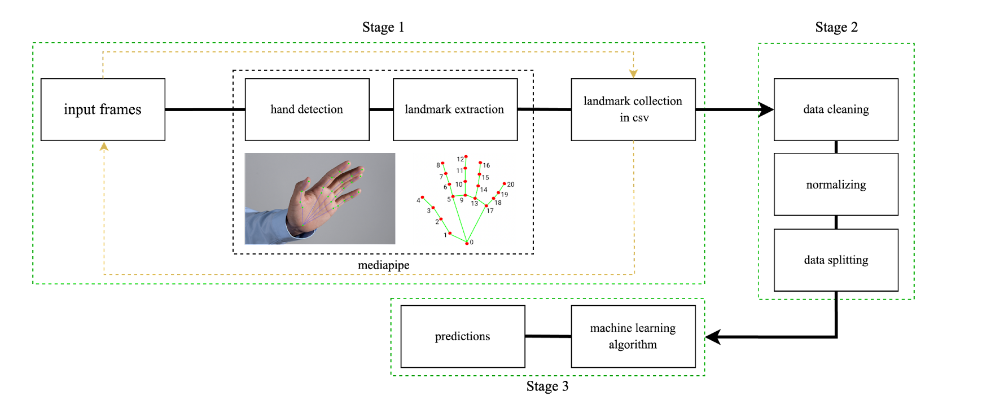 Stage 1
Stage 2
input frames
hand detection
landmark extraction
landmark collection
in csv
data cleaning
normalizing
data splitting
12
8
11
16
7
15
6
10
14
20
4
5
9
13
19
18
3
17
2
1
0
mediapipe
predictions
machine learning
algorithm
Stage 3